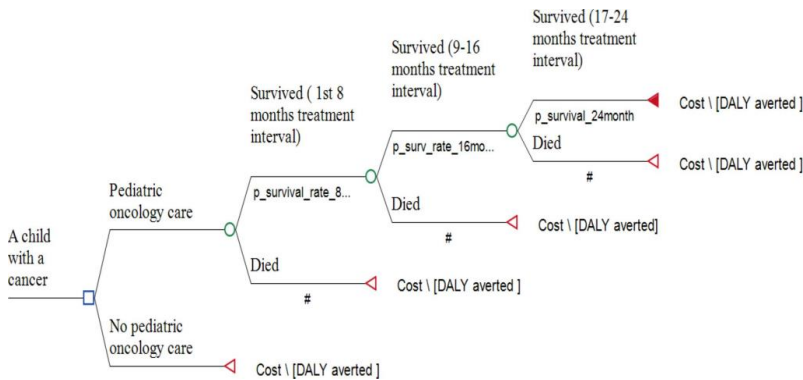 Survived (17-24
months treatment
interval)
Survived (9-16
months treatment
interval)
Survived ( 1st 8
months treatment
interval)
Cost \ [DALY averted ]
p_survival_24month
Died
#
Cost \ [DALY averted ]
p_surv_rate_16mo...
Died
#
Cost \ [DALY averted]
Pediatric
oncology care
p_survival_rate_8...
Died
#
Cost \ [DALY averted ]
A child
with a
cancer
No pediatric
oncology care
Cost \ [DALY averted ]